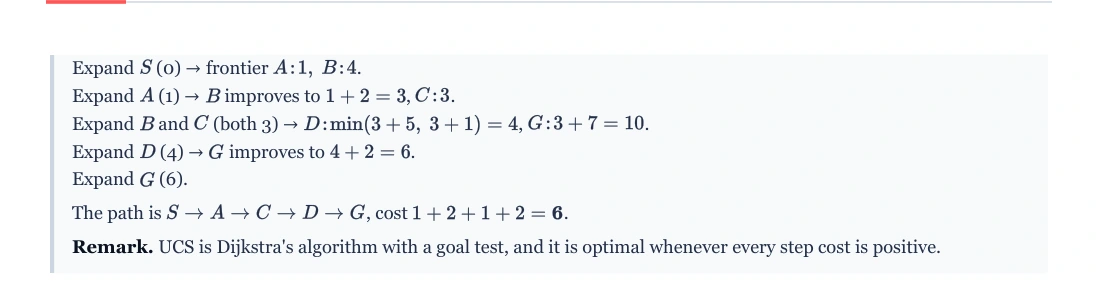 Expand S (0) → frontier A:1, B:4.
Expand A (1) → B improves to 1 + 2 = 3, C:3.
Expand B and C (both 3) → D:min(3 + 5, 3 + 1) = 4, G:3 + 7 = 10.
Expand D (4) → G improves to 4 + 2 = 6.
Expand G (6).
The path is S → A → C → D → G, cost 1 + 2 + 1 + 2 = 6.
Remark. UCS is Dijkstra's algorithm with a goal test, and it is optimal whenever every step cost is positive.